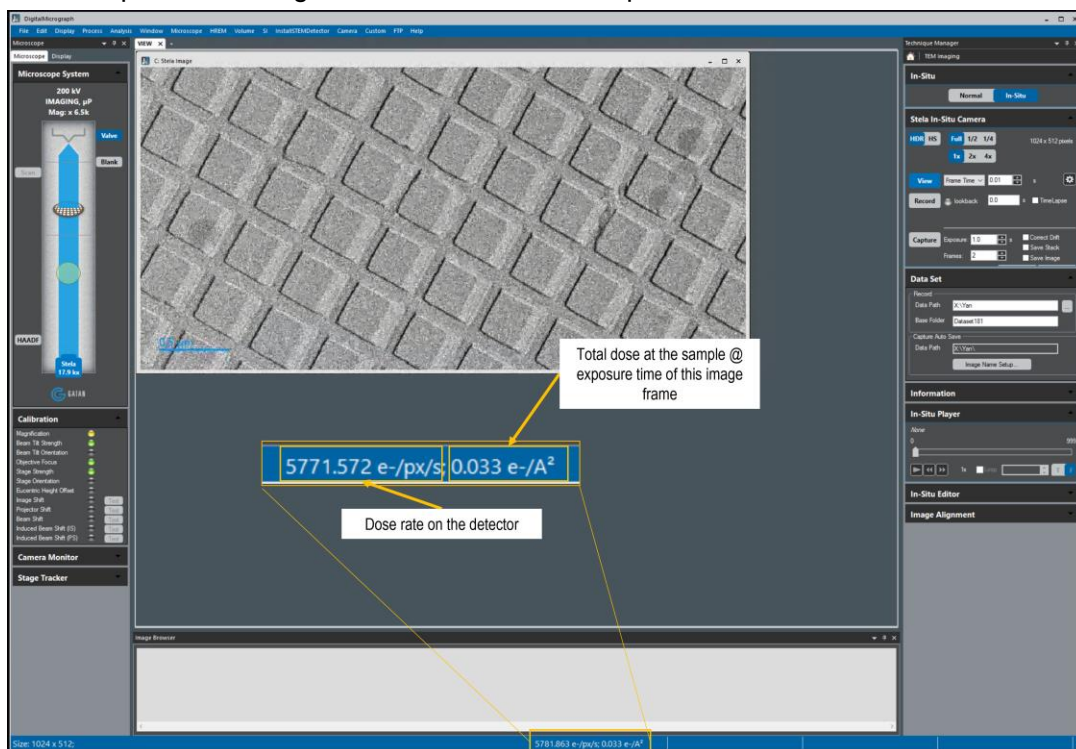 DigitalMicrograph
File Edit Display Process Analysis Window Microscope HREM Volume SI InstallSTEMDetector Camera Custom FTP Help
Microscope
Microscope Display
Microscope System
200 kV
IMAGING, µP
Mag: x 6.5k
Valve
Blank
Scan
HAADF
Stela
17.9 kx
GATAN
Calibration
Magnification
Beam Tilt Strength
Beam Tilt Orientation
Objective Focus
Stage Strength
Stage Orientation
Eucentric Height Offset
Image Shift
Projector Shift
Beam Shift
Induced Beam Shift (IS)
Induced Beam Shift (PS)
Camera Monitor
Stage Tracker
VIEW
C: Stela Image
0.5 µm
Total dose at the sample @
exposure time of this image
frame
5771.572 e-/px/s; 0.033 e-/A²
Dose rate on the detector
Image Browser
Technique Manager
TEM Imaging
In-Situ
Normal In-Situ
Stela In-Situ Camera
HDR HS Full 1/2 1/4 1024 x 512 pixels
1x 2x 4x
View Frame Time 0.01 s
Record lookback 0.0 s TimeLapse
Capture Exposure: 1.0 s Correct Drift
Save Stack
Frames: 2 Save Image
Data Set
Record
Data Path X:\Yan
Base Folder Dataset181
Capture Auto Save
Data Path X:\Yan\
Image Name Setup...
Information
In-Situ Player
None
0 999
1x
In-Situ Editor
Image Alignment
Size: 1024 x 512;
5781.863 e-/px/s; 0.033 e-/A²